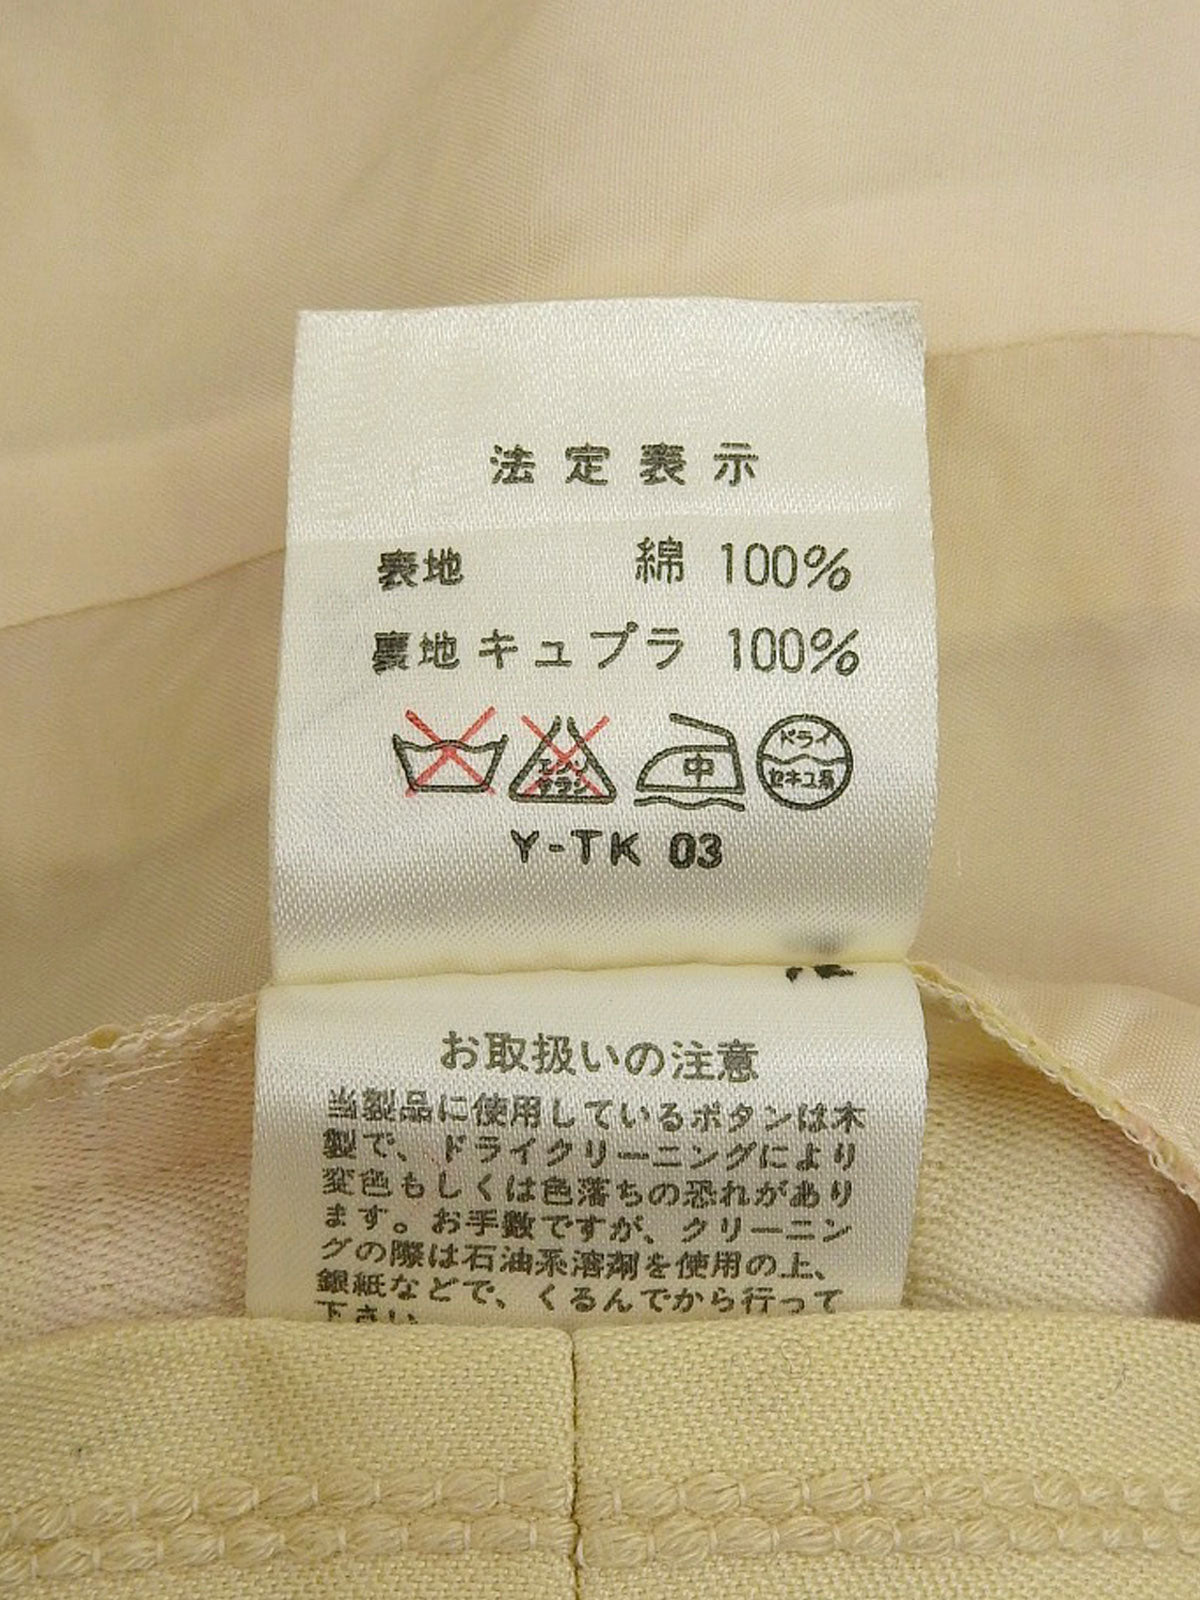 法定表示
表地 綿 100%
裏地 キュプラ 100%
エンソ
サラシ
中
ドライ
セキユ系
Y-TK 03
お取扱いの注意
当製品に使用しているボタンは木
製で、ドライクリーニングにより
変色もしくは色落ちの恐れがあり
ます。お手数ですが、クリーニン
グの際は石油系溶剤を使用の上、
銀紙などで、くるんでから行って
下さい。